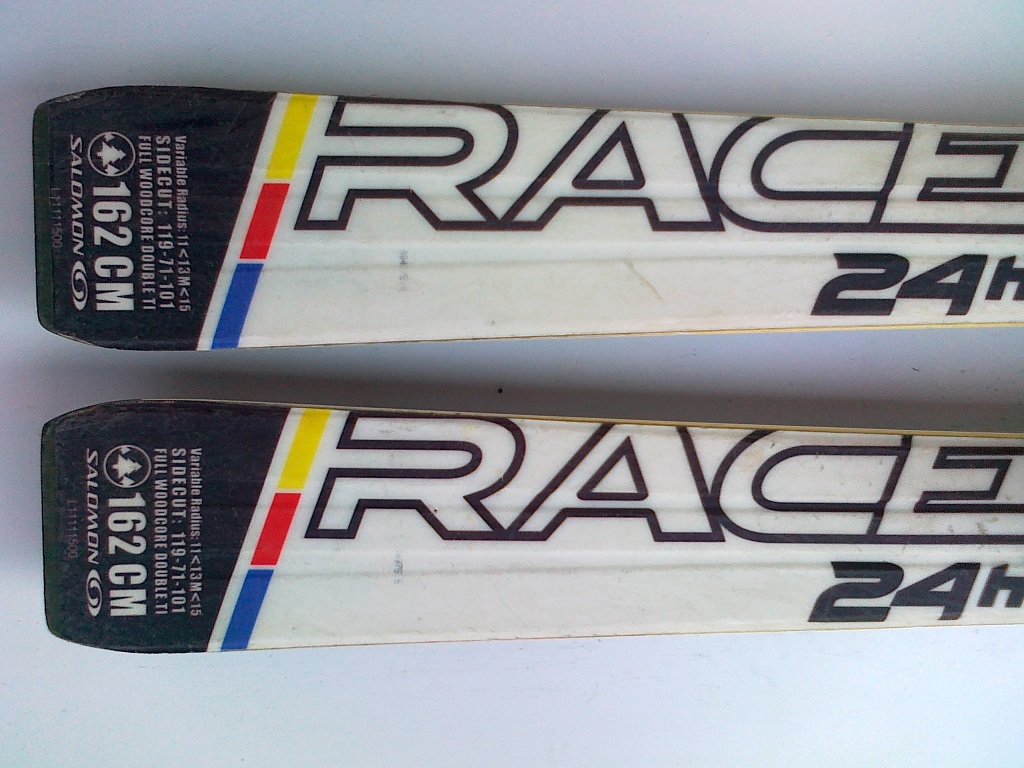 RACE
24h
Variable Radius: 11<13M<15
SIDECUT: 119-71-101
FULL WOODCORE DOUBLE TI
162 CM
SALOMON
RACE
24h
Variable Radius: 11<13M<15
SIDECUT: 119-71-101
FULL WOODCORE DOUBLE TI
162 CM
SALOMON